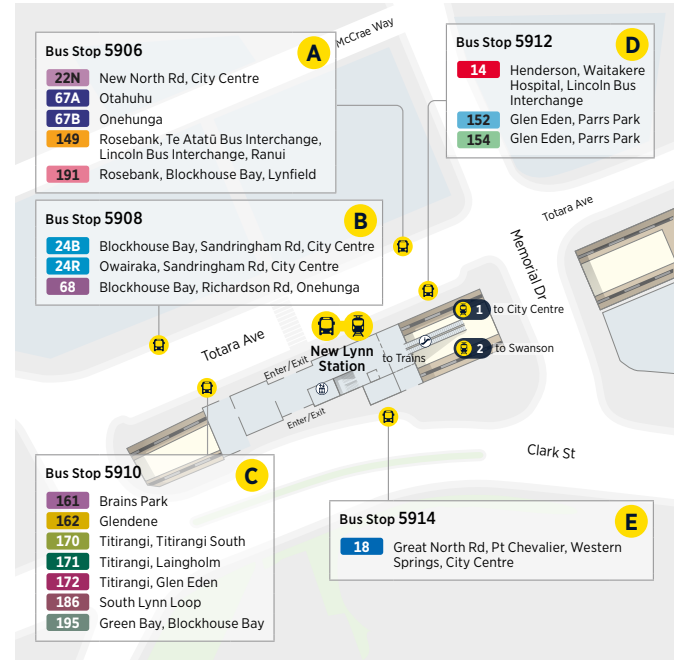 McCrae Way
Bus Stop 5906
A
22N New North Rd, City Centre
67A Otahuhu
67B Onehunga
149 Rosebank, Te Atatū Bus Interchange,
Lincoln Bus Interchange, Ranui
191 Rosebank, Blockhouse Bay, Lynfield
Bus Stop 5912
D
14 Henderson, Waitakere
Hospital, Lincoln Bus
Interchange
152 Glen Eden, Parrs Park
154 Glen Eden, Parrs Park
Bus Stop 5908
B
24B Blockhouse Bay, Sandringham Rd, City Centre
24R Owairaka, Sandringham Rd, City Centre
68 Blockhouse Bay, Richardson Rd, Onehunga
Totara Ave
Memorial Dr
1 to City Centre
2 to Swanson
Totara Ave
New Lynn
Station
to Trains
Enter/Exit
Enter/Exit
Clark St
Bus Stop 5910
C
161 Brains Park
162 Glendene
170 Titirangi, Titirangi South
171 Titirangi, Laingholm
172 Titirangi, Glen Eden
186 South Lynn Loop
195 Green Bay, Blockhouse Bay
Bus Stop 5914
E
18 Great North Rd, Pt Chevalier, Western
Springs, City Centre